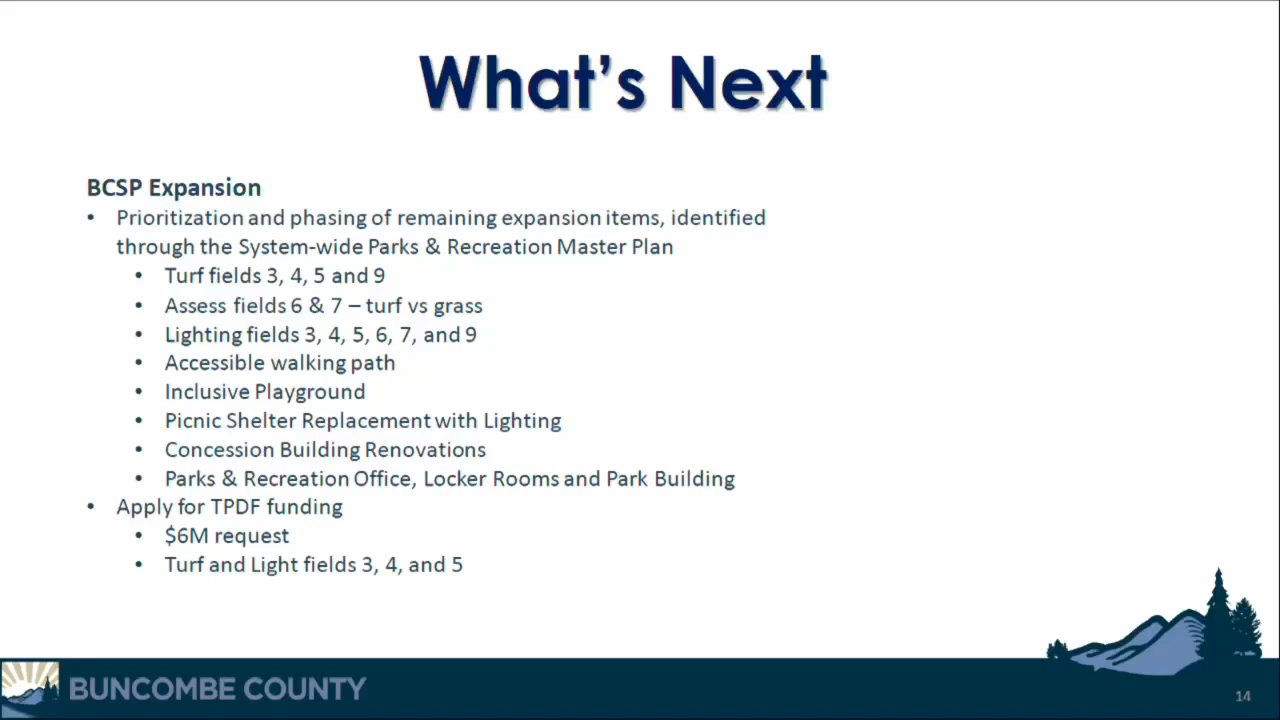 What's Next
BCSP Expansion
• Prioritization and phasing of remaining expansion items, identified
through the System-wide Parks & Recreation Master Plan
• Turf fields 3, 4, 5 and 9
• Assess fields 6 & 7 – turf vs grass
• Lighting fields 3, 4, 5, 6, 7, and 9
• Accessible walking path
• Inclusive Playground
• Picnic Shelter Replacement with Lighting
• Concession Building Renovations
• Parks & Recreation Office, Locker Rooms and Park Building
• Apply for TPDF funding
• $6M request
• Turf and Light fields 3, 4, and 5
BUNCOMBE COUNTY
14